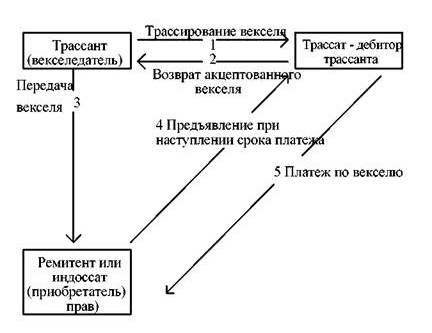 Трассирование векселя
1
Трассант
(векселедатель)
2
Трассат - дебитор
трассанта
Возврат акцептованного
векселя
Передача
векселя 3
4 Предъявление при
наступлении срока платежа
5 Платеж по векселю
Ремитент или
индоссат
(приобретатель)
прав)